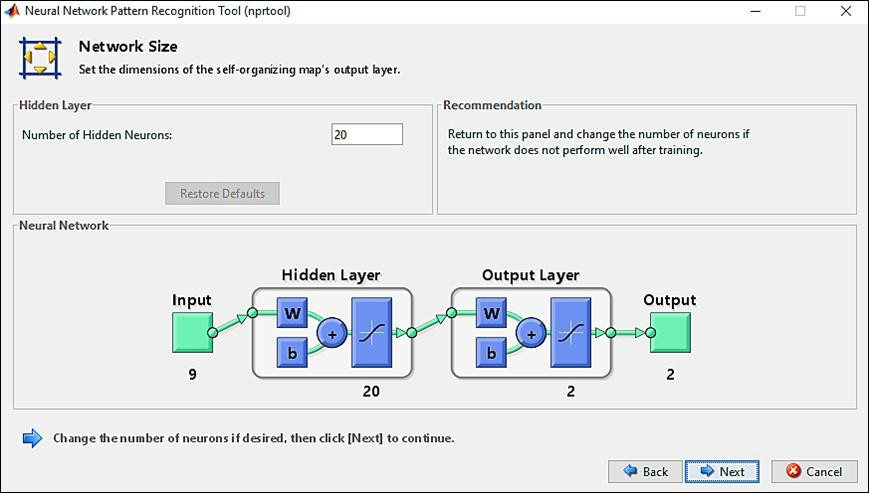 Neural Network Pattern Recognition Tool (nprtool)
Network Size
Set the dimensions of the self-organizing map's output layer.
Hidden Layer
Number of Hidden Neurons:
20
Restore Defaults
Recommendation
Return to this panel and change the number of neurons if
the network does not perform well after training.
Neural Network
Hidden Layer
Output Layer
Input
Output
W
b
+
W
b
+
9
20
2
2
Change the number of neurons if desired, then click [Next] to continue.
Back
Next
Cancel